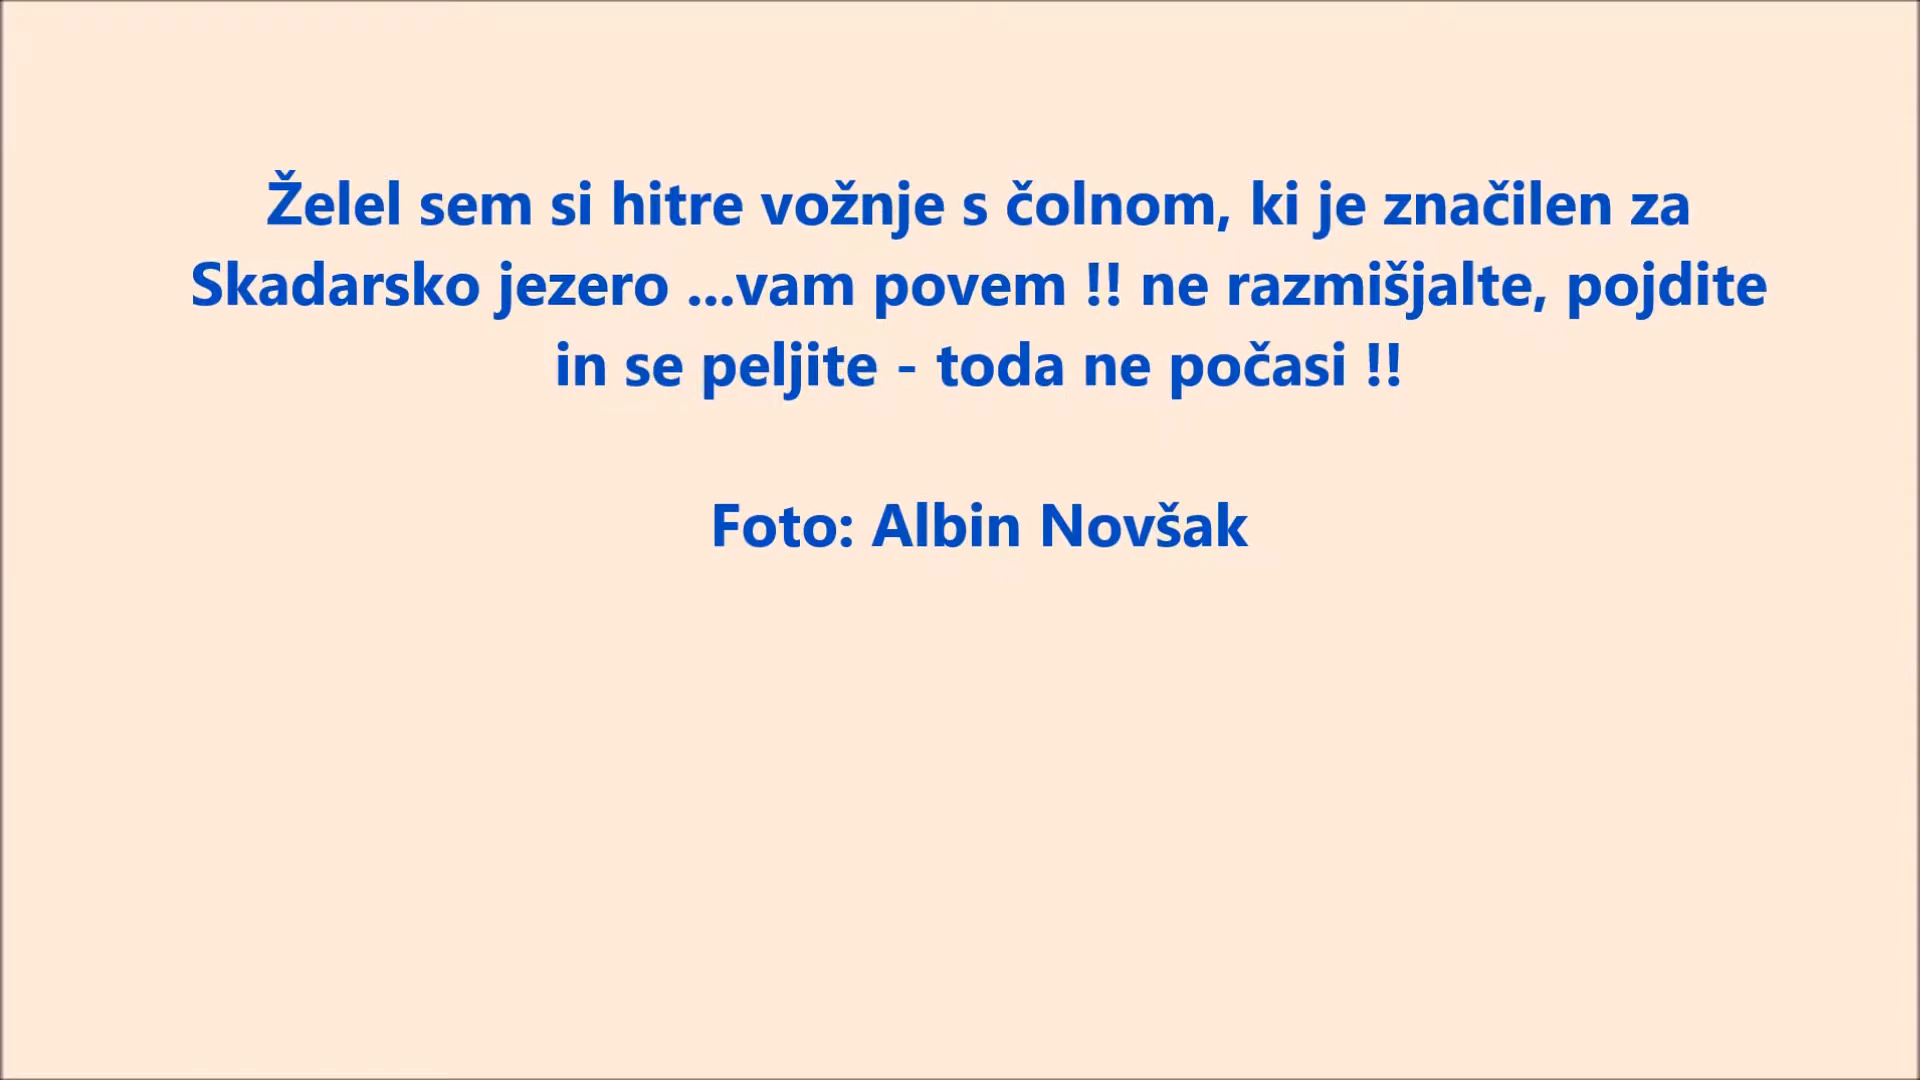 Želel sem si hitre vožnje s čolnom, ki je značilen za
Skadarsko jezero ...vam povem !! ne razmišjalte, pojdite
in se peljite - toda ne počasi !!
Foto: Albin Novšak